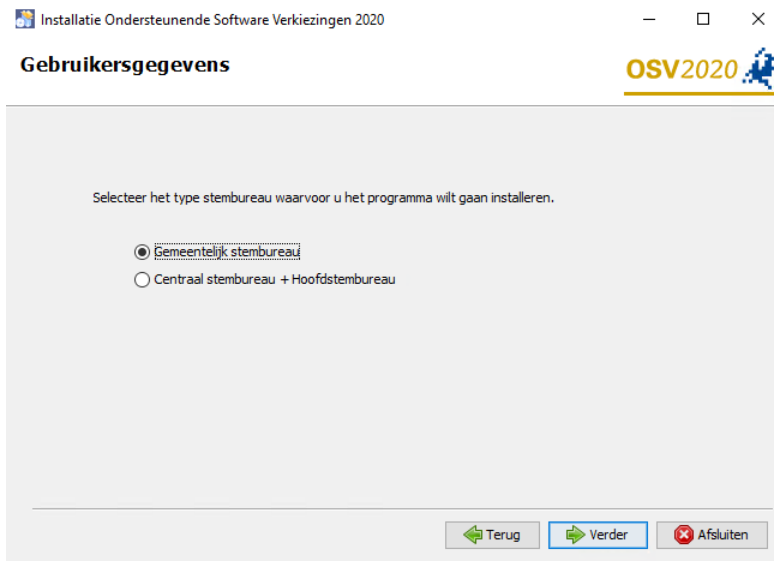 Installatie Ondersteunende Software Verkiezingen 2020
Gebruikersgegevens
OSV2020
Selecteer het type stembureau waarvoor u het programma wilt gaan installeren.
Gemeentelijk stembureau
Centraal stembureau + Hoofdstembureau
Terug
Verder
Afsluiten